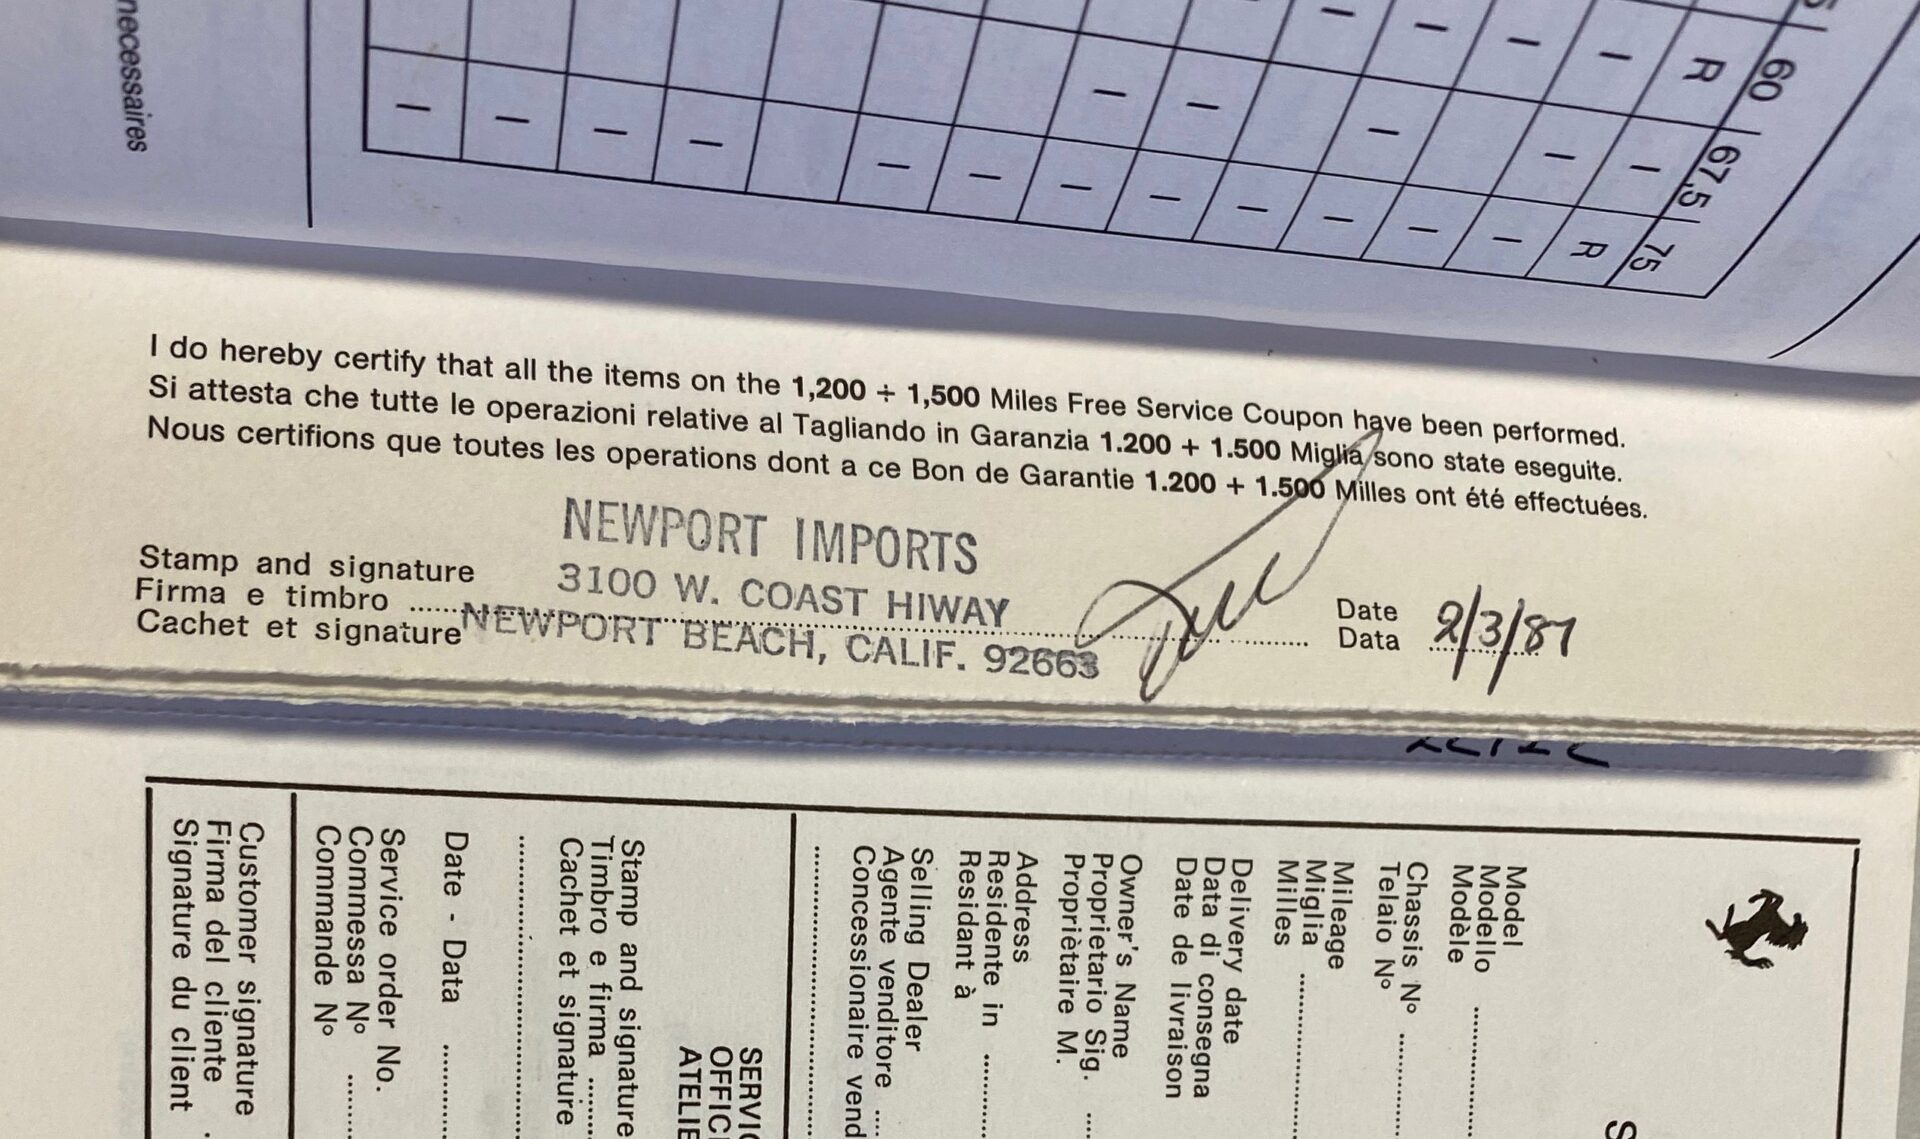 necessaires
60 R – – – –
67,5 – – – – –
75 R – – – – – – – – – – –
I do hereby certify that all the items on the 1,200 ÷ 1,500 Miles Free Service Coupon have been performed.
Si attesta che tutte le operazioni relative al Tagliando in Garanzia 1.200 + 1.500 Miglia sono state eseguite.
Nous certifions que toutes les operations dont a ce Bon de Garantie 1.200 + 1.500 Milles ont été effectuées.
NEWPORT IMPORTS
3100 W. COAST HIWAY
NEWPORT BEACH, CALIF. 92663
Stamp and signature
Firma e timbro
Cachet et signature
Date
Data
2/3/87
Model
Modello
Modèle
Chassis N°
Telaio N°
Mileage
Miglia
Milles
Delivery date
Data di consegna
Date de livraison
Owner's Name
Proprietario Sig.
Propriètaire M.
Address
Residente in
Residant à
Selling Dealer
Agente venditore
Concessionaire vend
Stamp and signature
Timbro e firma
Cachet et signature
Date - Data
Service order No.
Commessa N°
Commande N°
Customer signature
Firma del cliente
Signature du client